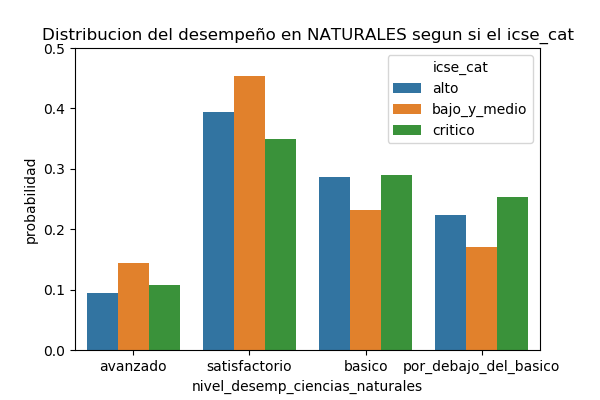 Distribucion del desempeño en NATURALES segun si el icse_cat
probabilidad
0.5
0.4
0.3
0.2
0.1
0.0
icse_cat
alto
bajo_y_medio
critico
avanzado
satisfactorio
basico
por_debajo_del_basico
nivel_desemp_ciencias_naturales